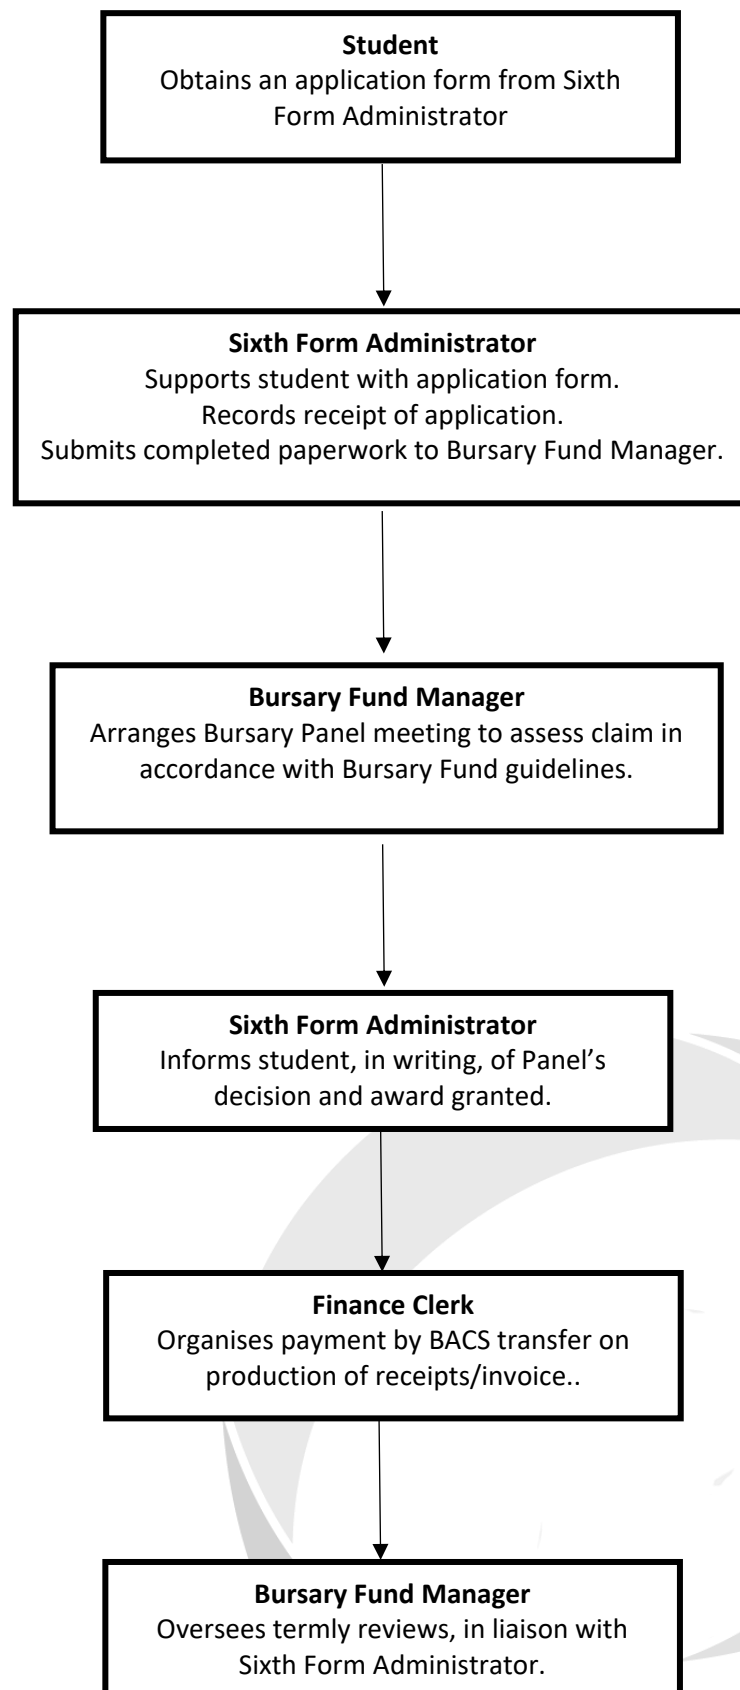 Student
Obtains an application form from Sixth
Form Administrator
Sixth Form Administrator
Supports student with application form.
Records receipt of application.
Submits completed paperwork to Bursary Fund Manager.
Bursary Fund Manager
Arranges Bursary Panel meeting to assess claim in
accordance with Bursary Fund guidelines.
Sixth Form Administrator
Informs student, in writing, of Panel’s
decision and award granted.
Finance Clerk
Organises payment by BACS transfer on
production of receipts/invoice..
Bursary Fund Manager
Oversees termly reviews, in liaison with
Sixth Form Administrator.